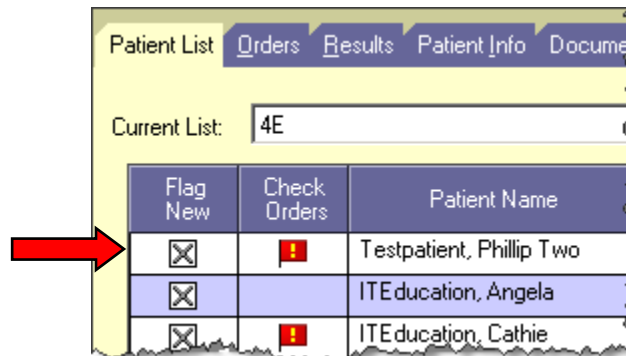 Patient List Orders Results Patient Info Docume
Current List: 4E
Flag New Check Orders Patient Name
Testpatient, Phillip Two
ITEducation, Angela
ITEducation, Cathie